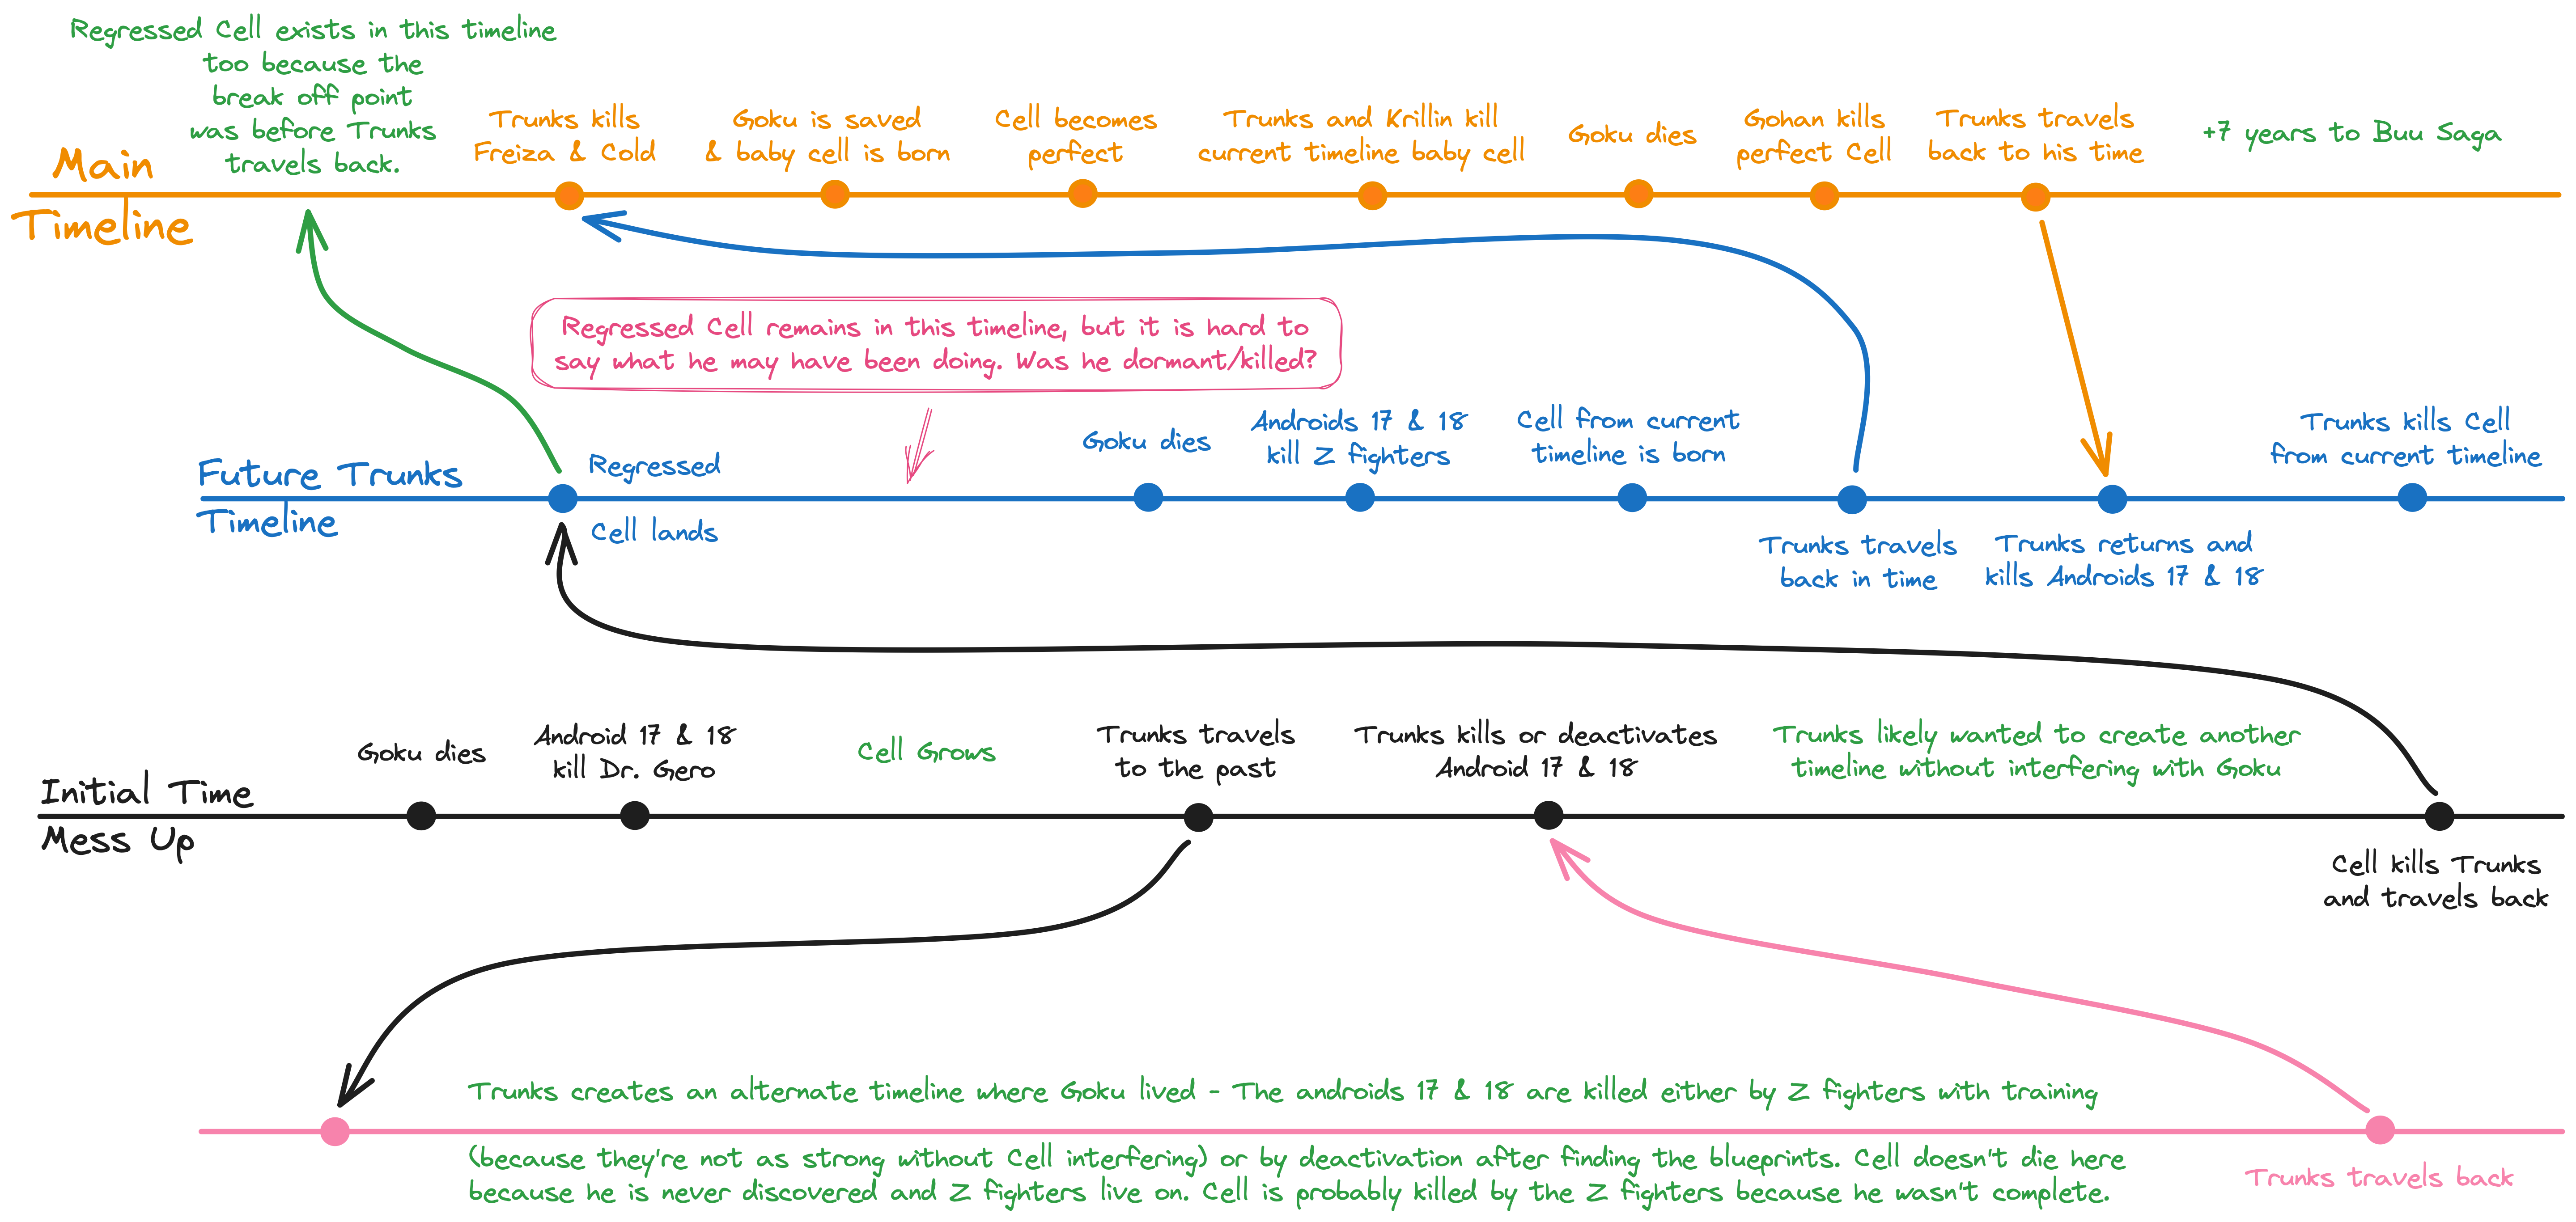 Regressed Cell exists in this timeline
too because the
break off point
was before Trunks
travels back.
Trunks kills
Freiza & Cold
Goku is saved
& baby cell is born
Cell becomes
perfect
Trunks and Krillin kill
current timeline baby cell
Goku dies
Gohan kills
perfect Cell
Trunks travels
back to his time
+7 years to Buu Saga
Main
Timeline
Regressed Cell remains in this timeline, but it is hard to
say what he may have been doing. Was he dormant/killed?
Future Trunks
Timeline
Regressed
Cell lands
Goku dies
Androids 17 & 18
kill Z fighters
Cell from current
timeline is born
Trunks travels
back in time
Trunks returns and
kills Androids 17 & 18
Trunks kills Cell
from current timeline
Initial Time
Mess Up
Goku dies
Android 17 & 18
kill Dr. Gero
Cell Grows
Trunks travels
to the past
Trunks kills or deactivates
Android 17 & 18
Trunks likely wanted to create another
timeline without interfering with Goku
Cell kills Trunks
and travels back
Trunks creates an alternate timeline where Goku lived - The androids 17 & 18 are killed either by Z fighters with training
(because they're not as strong without Cell interfering) or by deactivation after finding the blueprints. Cell doesn't die here
because he is never discovered and Z fighters live on. Cell is probably killed by the Z fighters because he wasn't complete.
Trunks travels back